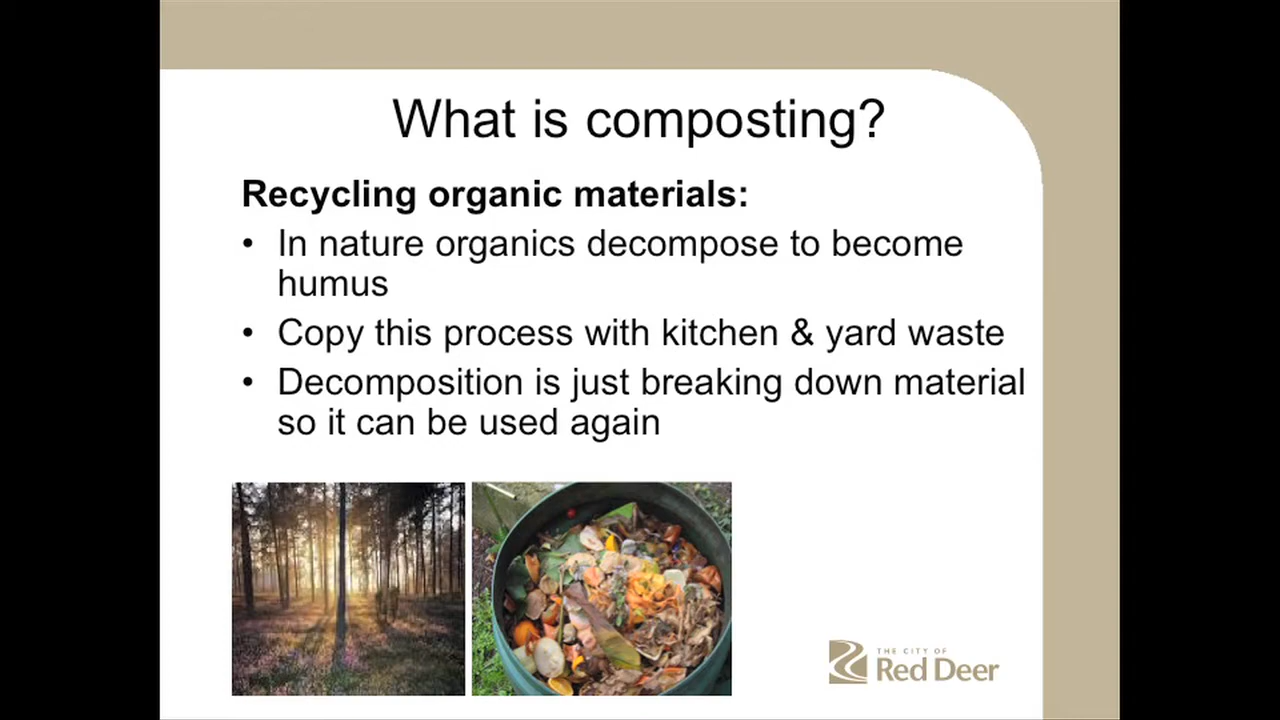 What is composting?
Recycling organic materials:
• In nature organics decompose to become
humus
• Copy this process with kitchen & yard waste
• Decomposition is just breaking down material
so it can be used again
THE CITY OF
Red Deer